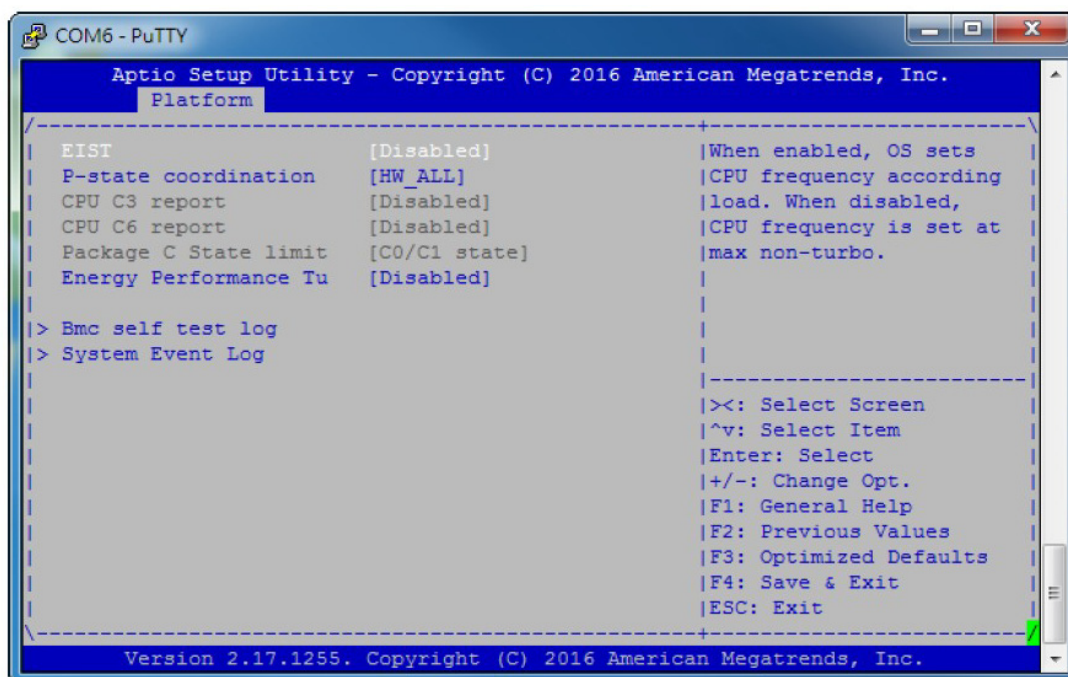 COM6 - PuTTY
Aptio Setup Utility - Copyright (C) 2016 American Megatrends, Inc.
Platform
/----------------------------------------------------+-------------------------\
| EIST [Disabled] |When enabled, OS sets |
| P-state coordination [HW_ALL] |CPU frequency according |
| CPU C3 report [Disabled] |load. When disabled, |
| CPU C6 report [Disabled] |CPU frequency is set at |
| Package C State limit [C0/C1 state] |max non-turbo. |
| Energy Performance Tu [Disabled] | |
| | |
|> Bmc self test log | |
|> System Event Log | |
| |-------------------------|
| |><: Select Screen |
| |^v: Select Item |
| |Enter: Select |
| |+/-: Change Opt. |
| |F1: General Help |
| |F2: Previous Values |
| |F3: Optimized Defaults |
| |F4: Save & Exit |
| |ESC: Exit |
\----------------------------------------------------+-------------------------/
Version 2.17.1255. Copyright (C) 2016 American Megatrends, Inc.